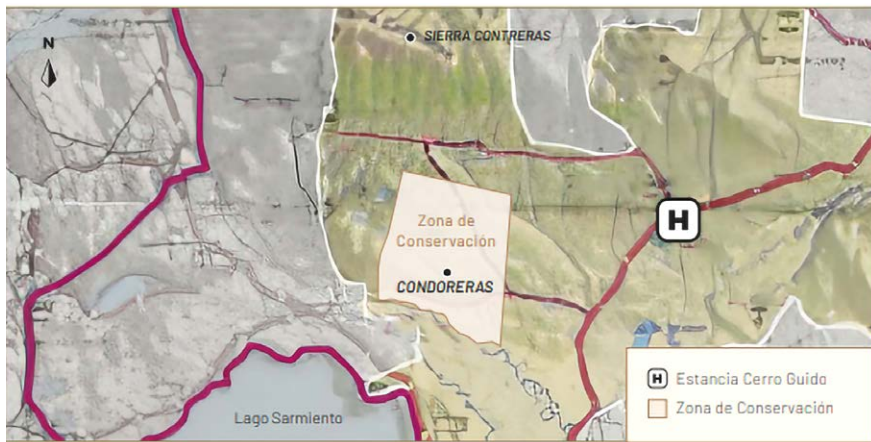 N
SIERRA CONTRERAS
H
Zona de
Conservación
CONDORERAS
Lago Sarmiento
H Estancia Cerro Guido
Zona de Conservación